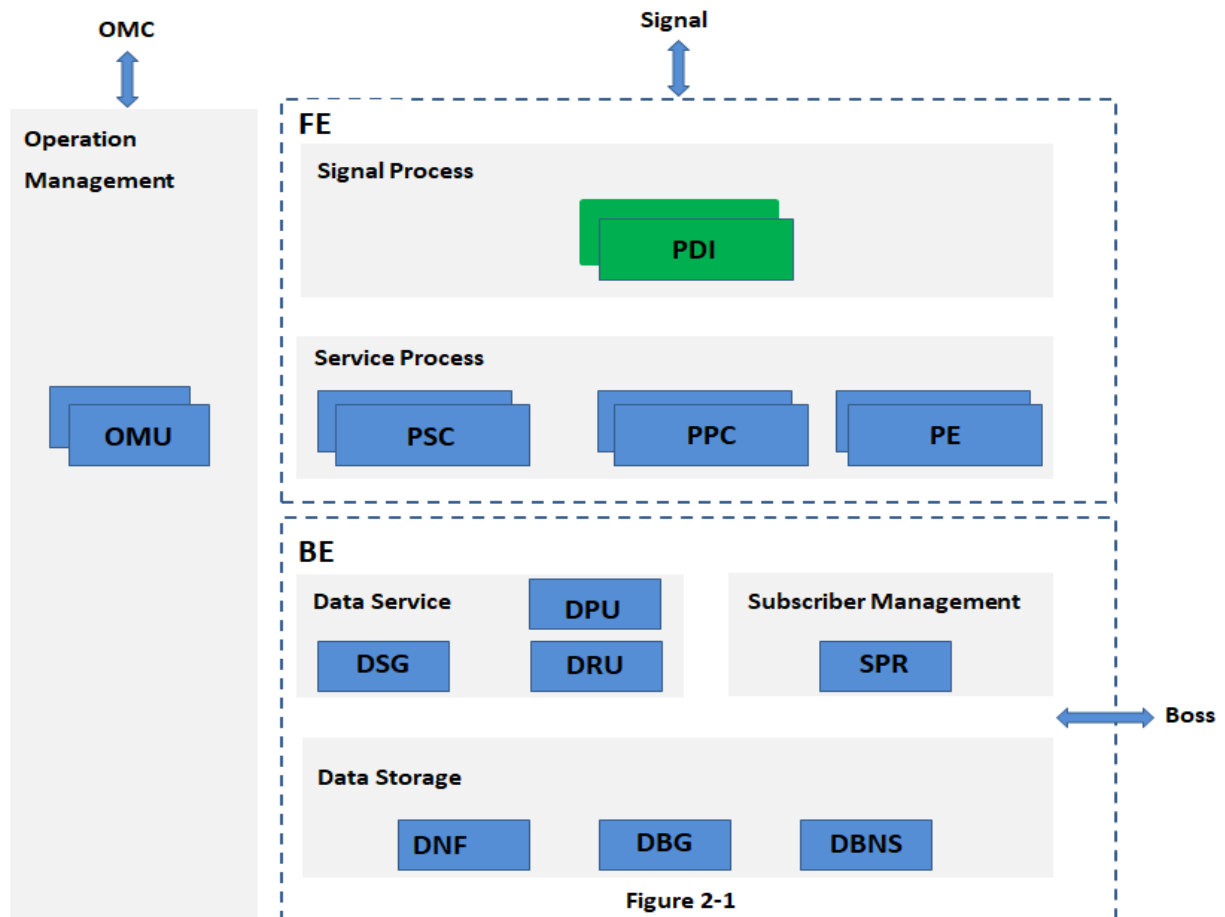 OMC
Signal
Operation
Management
FE
Signal Process
PDI
Service Process
OMU
PSC
PPC
PE
BE
Data Service
DPU
Subscriber Management
DSG
DRU
SPR
Boss
Data Storage
DNF
DBG
DBNS
Figure 2-1